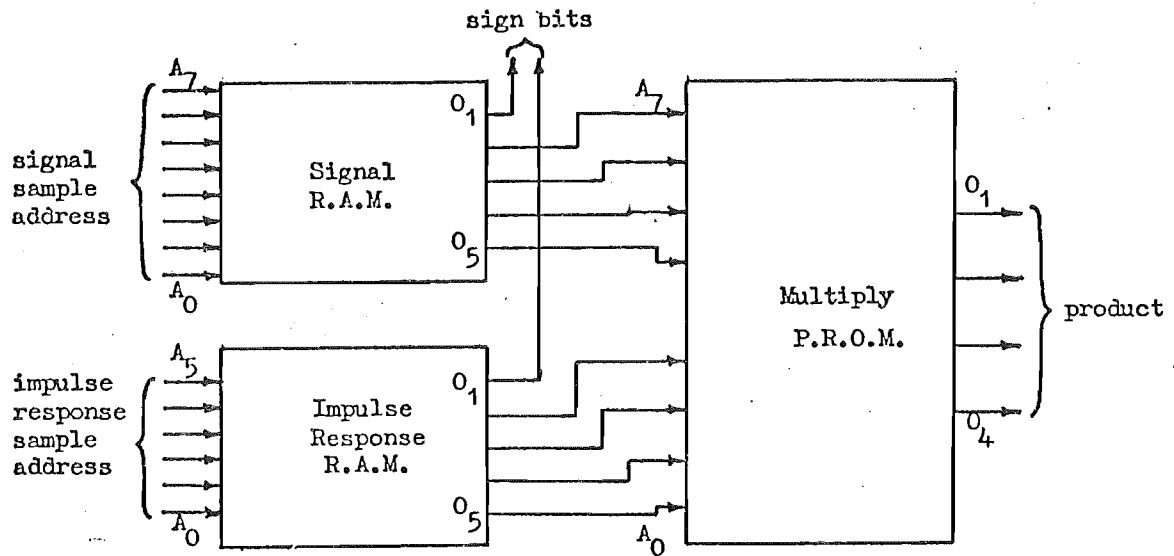 sign bits
A7
signal
sample
address
A0
O1
Signal
R.A.M.
O5
A5
impulse
response
sample
address
A0
O1
Impulse
Response
R.A.M.
O5
A7
Multiply
P.R.O.M.
A0
O1
product
O4